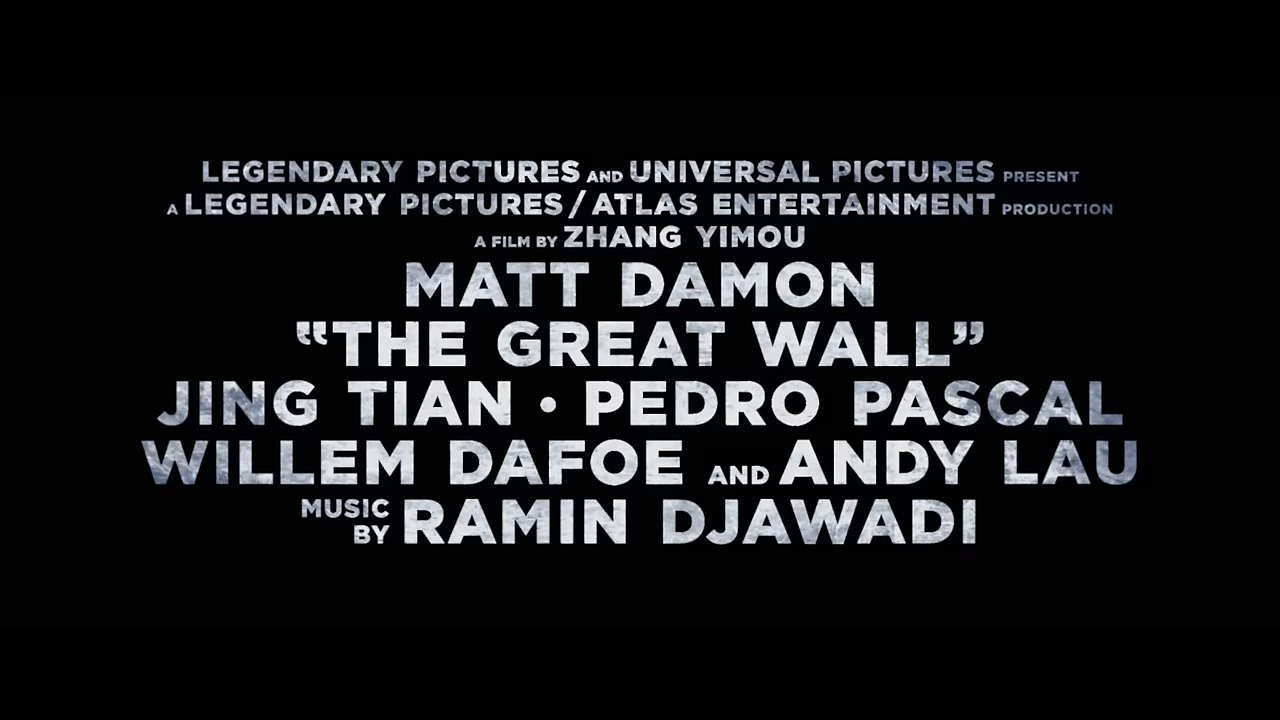 LEGENDARY PICTURES AND UNIVERSAL PICTURES PRESENT
A LEGENDARY PICTURES / ATLAS ENTERTAINMENT PRODUCTION
A FILM BY ZHANG YIMOU
MATT DAMON
“THE GREAT WALL”
JING TIAN • PEDRO PASCAL
WILLEM DAFOE AND ANDY LAU
MUSIC BY RAMIN DJAWADI